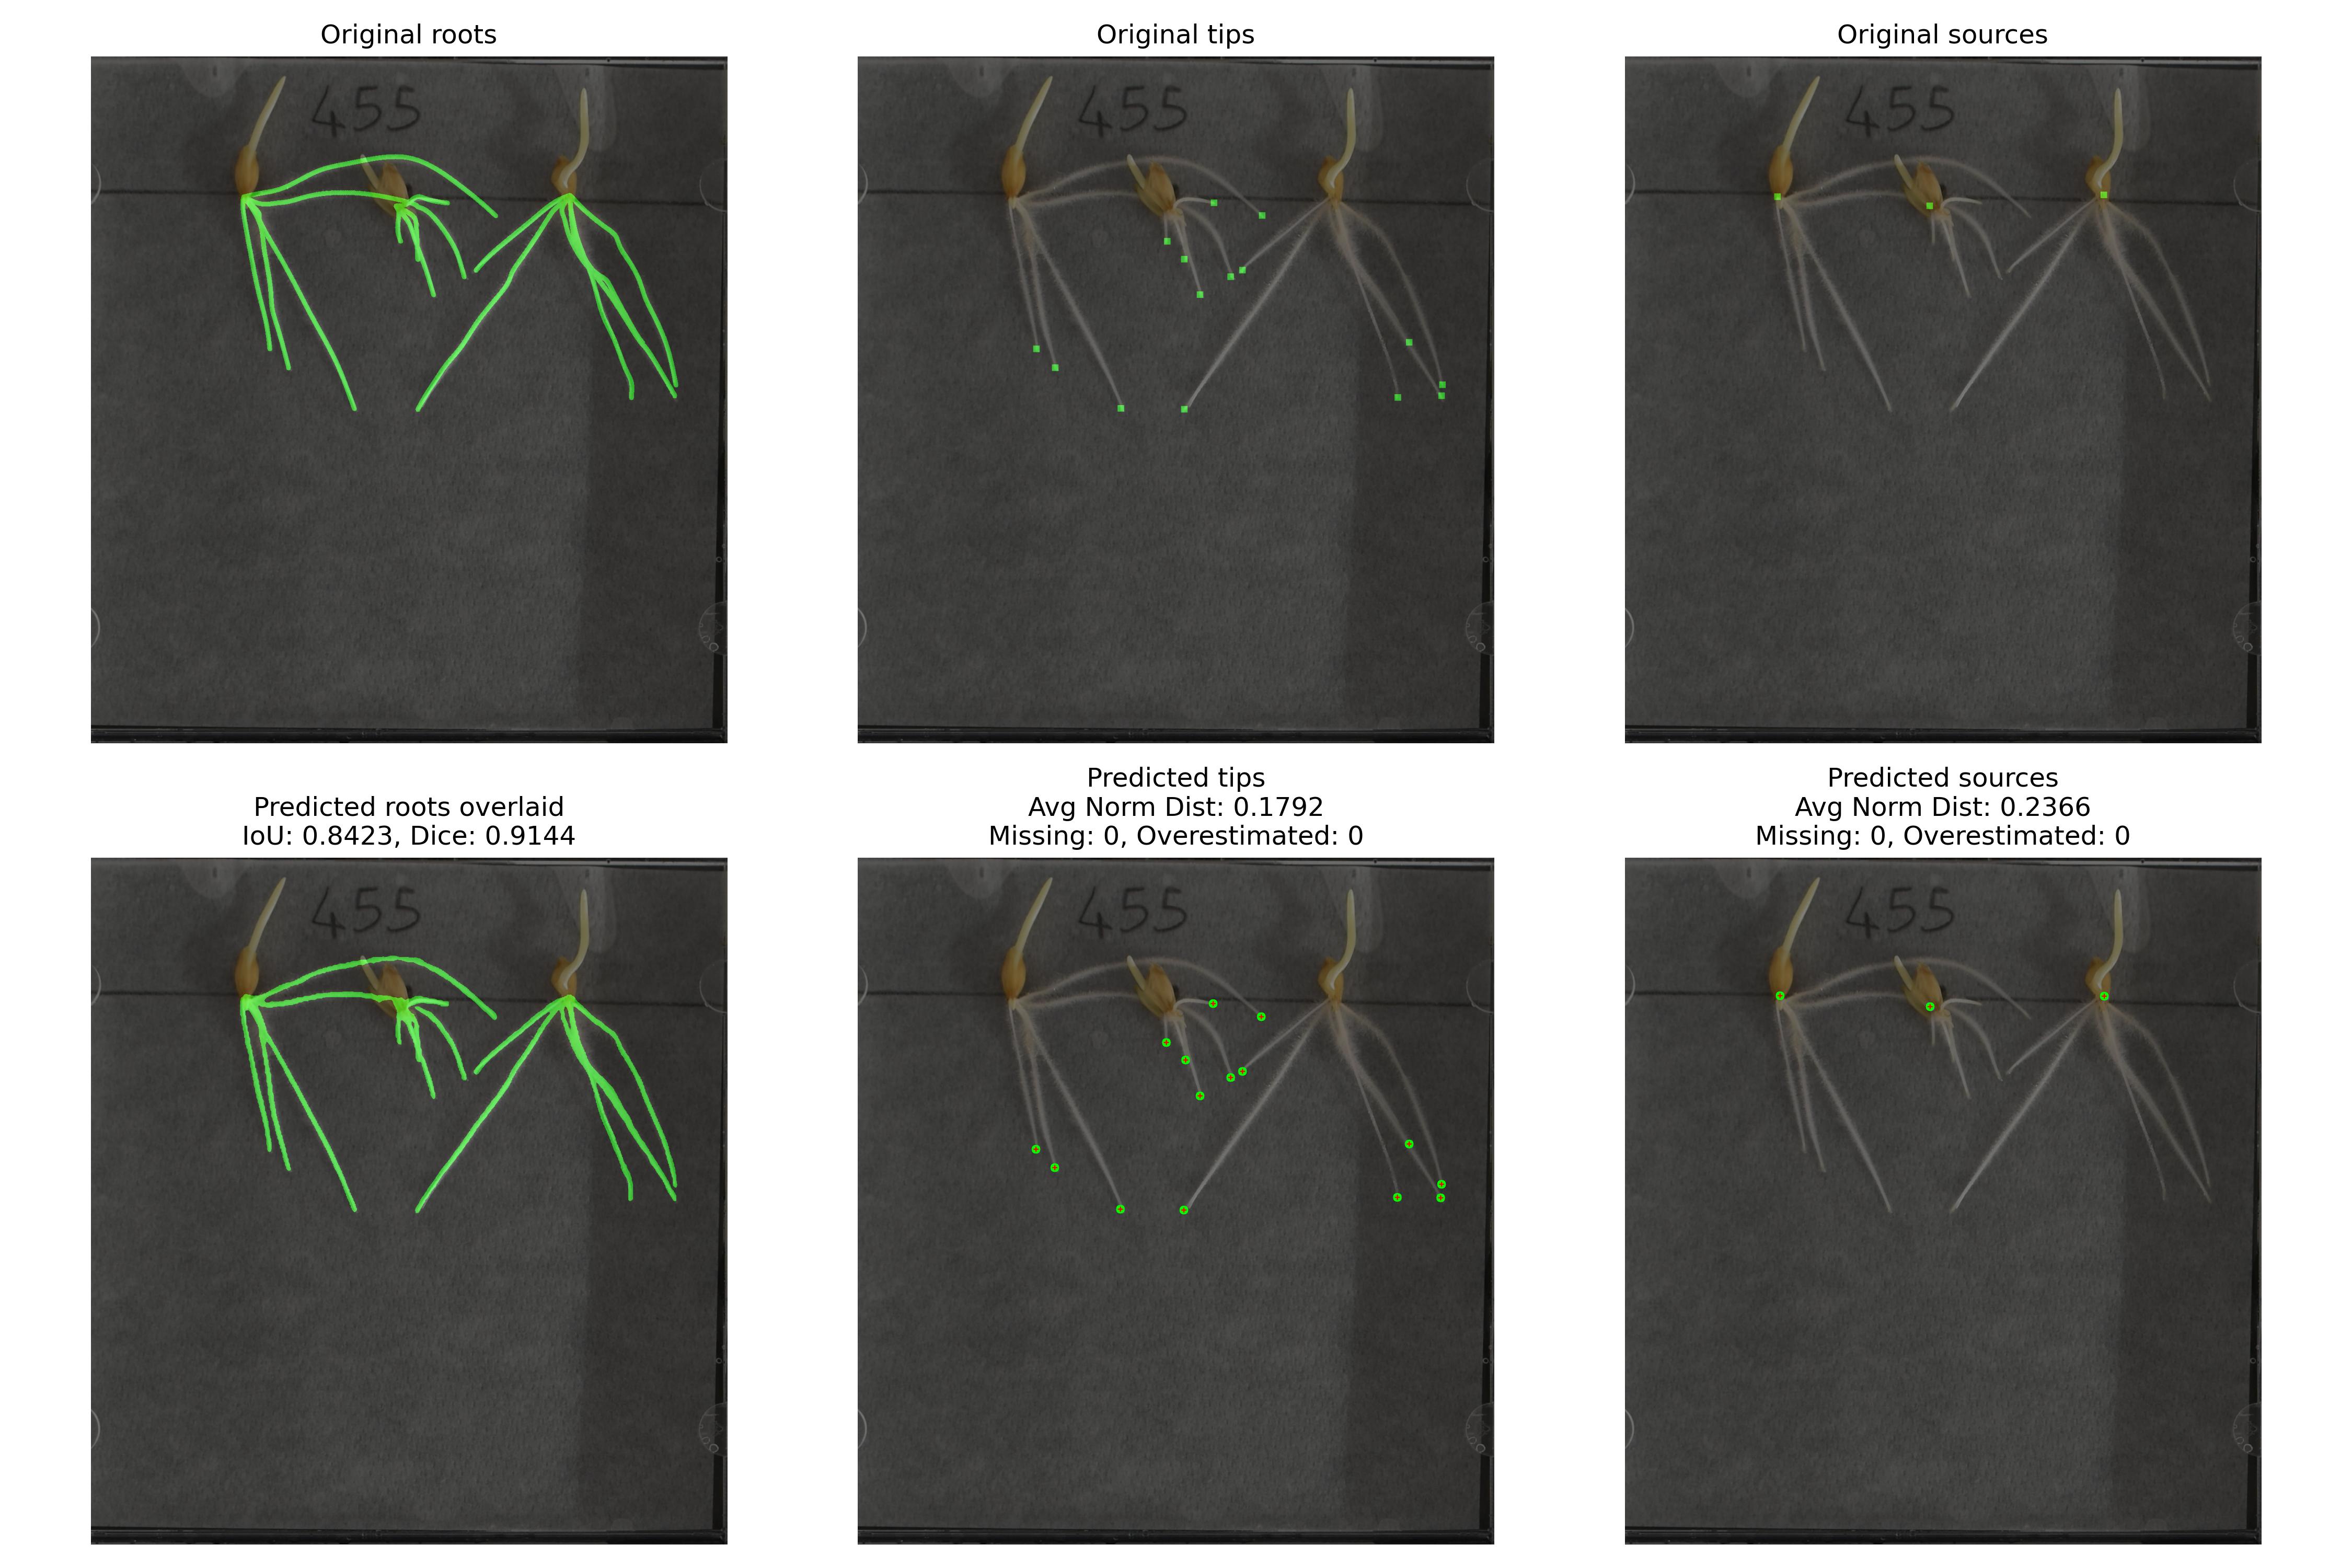 Original roots
Original tips
Original sources
455
455
455
Predicted roots overlaid
IoU: 0.8423, Dice: 0.9144
Predicted tips
Avg Norm Dist: 0.1792
Missing: 0, Overestimated: 0
Predicted sources
Avg Norm Dist: 0.2366
Missing: 0, Overestimated: 0
455
455
455